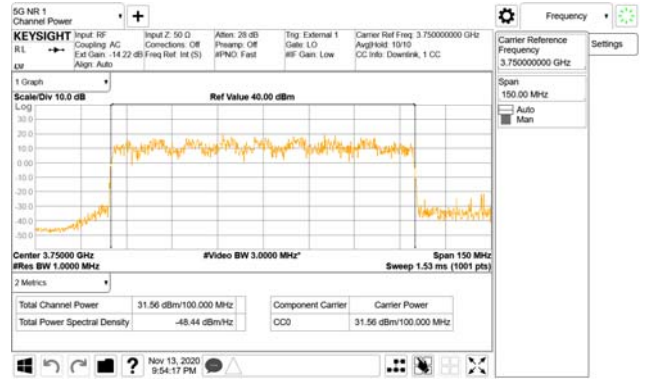 5G NR 1
Channel Power
Frequency
KEYSIGHT
RL
Input: RF
Coupling: AC
Ext Gain: -14.22 dB
Align: Auto
Input Z: 50 Ω
Corrections: Off
Freq Ref: Int (S)
Atten: 28 dB
Preamp: Off
#PNO: Fast
Trig: External 1
Gate: LO
#IF Gain: Low
Carrier Ref Freq: 3.750000000 GHz
Avg|Hold: 10/10
CC Info: Downlink, 1 CC
Carrier Reference
Frequency
3.750000000 GHz
Settings
Span
150.00 MHz
Auto
Man
1 Graph
Scale/Div 10.0 dB
Ref Value 40.00 dBm
Log
30.0
20.0
10.0
0.00
-10.0
-20.0
-30.0
-40.0
-50.0
Center 3.75000 GHz
#Video BW 3.0000 MHz*
Span 150 MHz
#Res BW 1.0000 MHz
Sweep 1.53 ms (1001 pts)
2 Metrics
Total Channel Power 31.56 dBm/100.000 MHz
Total Power Spectral Density -48.44 dBm/Hz
Component Carrier Carrier Power
CC0 31.56 dBm/100.000 MHz
?
Nov 13, 2020
9:54:17 PM